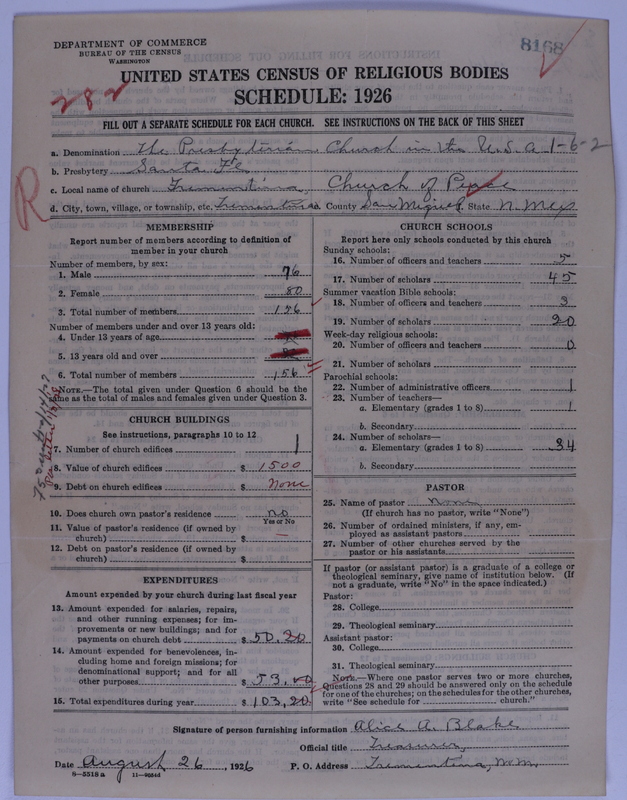 DEPARTMENT OF COMMERCE
BUREAU OF THE CENSUS
WASHINGTON
8168
UNITED STATES CENSUS OF RELIGIOUS BODIES
282
SCHEDULE: 1926
FILL OUT A SEPARATE SCHEDULE FOR EACH CHURCH. SEE INSTRUCTIONS ON THE BACK OF THIS SHEET
a. Denomination The Presbyterian Church in the U.S.A 1-6-2
b. Presbytery Santa Fe
c. Local name of church Trementina Church of Peace
R
d. City, town, village, or township, etc. Trementina County San Miguel State N. Mex
MEMBERSHIP
Report number of members according to definition of
member in your church
Number of members, by sex:
1. Male 76
2. Female 80
3. Total number of members 156
Number of members under and over 13 years old:
4. Under 13 years of age
5. 13 years old and over
6. Total number of members 156
NOTE.—The total given under Question 6 should be the
same as the total of males and females given under Question 3.
CHURCH BUILDINGS
See instructions, paragraphs 10 to 12
7. Number of church edifices 1
8. Value of church edifices $ 1500
9. Debt on church edifices $ None
10. Does church own pastor's residence no
Yes or No
11. Value of pastor's residence (if owned by
church) $ —
12. Debt on pastor's residence (if owned by
church) $
EXPENDITURES
Amount expended by your church during last fiscal year
13. Amount expended for salaries, repairs,
and other running expenses; for im-
provements or new buildings; and for
payments on church debt $ 50.20
14. Amount expended for benevolences, in-
cluding home and foreign missions; for
denominational support; and for all
other purposes $ 53.00
15. Total expenditures during year $ 103.20
CHURCH SCHOOLS
Report here only schools conducted by this church
Sunday schools:
16. Number of officers and teachers 5
17. Number of scholars 45
Summer vacation Bible schools:
18. Number of officers and teachers 3
19. Number of scholars 20
Week-day religious schools:
20. Number of officers and teachers 0
21. Number of scholars
Parochial schools:
22. Number of administrative officers 1
23. Number of teachers—
a. Elementary (grades 1 to 8) 1
b. Secondary
24. Number of scholars—
a. Elementary (grades 1 to 8) 34
b. Secondary
PASTOR
25. Name of pastor None
(If church has no pastor, write "None")
26. Number of ordained ministers, if any, em-
ployed as assistant pastors
27. Number of other churches served by the
pastor or his assistants
If pastor (or assistant pastor) is a graduate of a college or
theological seminary, give name of institution below. (If
not a graduate, write "No" in the space indicated.)
Pastor:
28. College
29. Theological seminary
Assistant pastor:
30. College
31. Theological seminary
NOTE.—Where one pastor serves two or more churches,
Questions 28 and 29 should be answered only on the schedule
for one of the churches; on the schedules for the other churches,
write "See schedule for church."
Signature of person furnishing information Alice A. Blake
Official title Treasurer,
Date August 26, 1926 P. O. Address Trementina, N.M.
8—5518 a